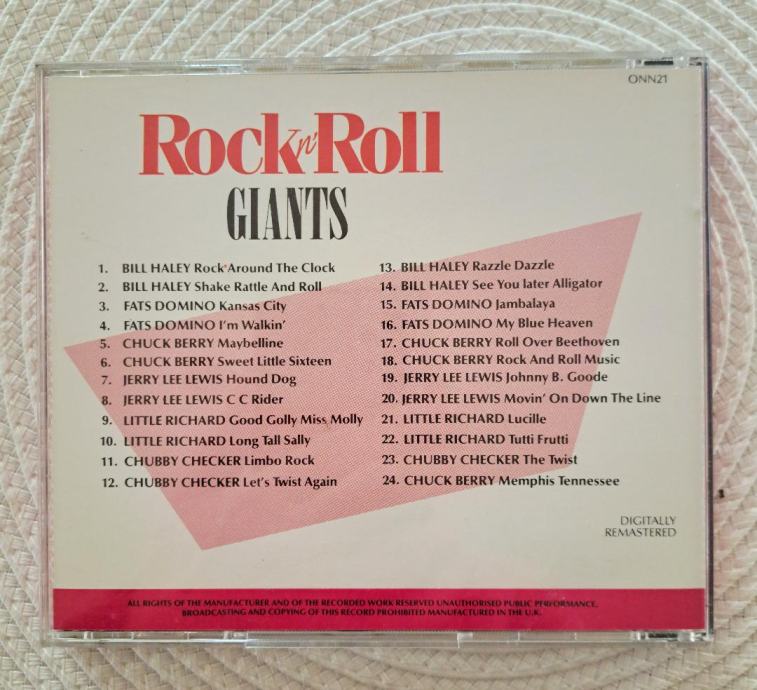 ONN21
Rock n' Roll
GIANTS
1. BILL HALEY Rock Around The Clock
2. BILL HALEY Shake Rattle And Roll
3. FATS DOMINO Kansas City
4. FATS DOMINO I'm Walkin'
5. CHUCK BERRY Maybelline
6. CHUCK BERRY Sweet Little Sixteen
7. JERRY LEE LEWIS Hound Dog
8. JERRY LEE LEWIS C C Rider
9. LITTLE RICHARD Good Golly Miss Molly
10. LITTLE RICHARD Long Tall Sally
11. CHUBBY CHECKER Limbo Rock
12. CHUBBY CHECKER Let's Twist Again
13. BILL HALEY Razzle Dazzle
14. BILL HALEY See You later Alligator
15. FATS DOMINO Jambalaya
16. FATS DOMINO My Blue Heaven
17. CHUCK BERRY Roll Over Beethoven
18. CHUCK BERRY Rock And Roll Music
19. JERRY LEE LEWIS Johnny B. Goode
20. JERRY LEE LEWIS Movin' On Down The Line
21. LITTLE RICHARD Lucille
22. LITTLE RICHARD Tutti Frutti
23. CHUBBY CHECKER The Twist
24. CHUCK BERRY Memphis Tennessee
DIGITALLY
REMASTERED
ALL RIGHTS OF THE MANUFACTURER AND OF THE RECORDED WORK RESERVED UNAUTHORISED PUBLIC PERFORMANCE,
BROADCASTING AND COPYING OF THIS RECORD PROHIBITED MANUFACTURED IN THE U.K.